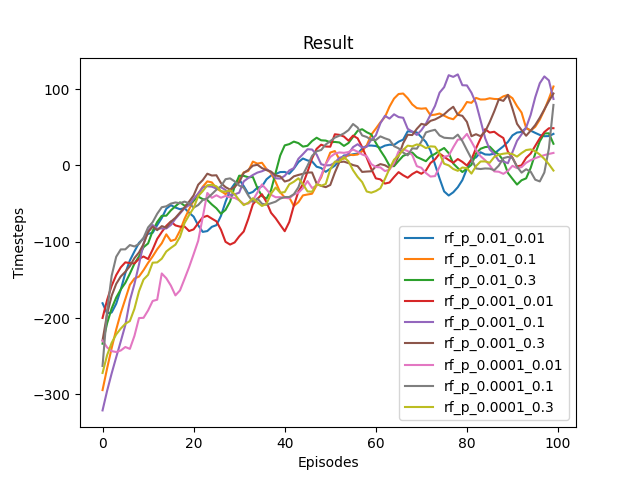 Result
Timesteps
100
0
−100
−200
−300
0
20
40
60
80
100
Episodes
rf_p_0.01_0.01
rf_p_0.01_0.1
rf_p_0.01_0.3
rf_p_0.001_0.01
rf_p_0.001_0.1
rf_p_0.001_0.3
rf_p_0.0001_0.01
rf_p_0.0001_0.1
rf_p_0.0001_0.3